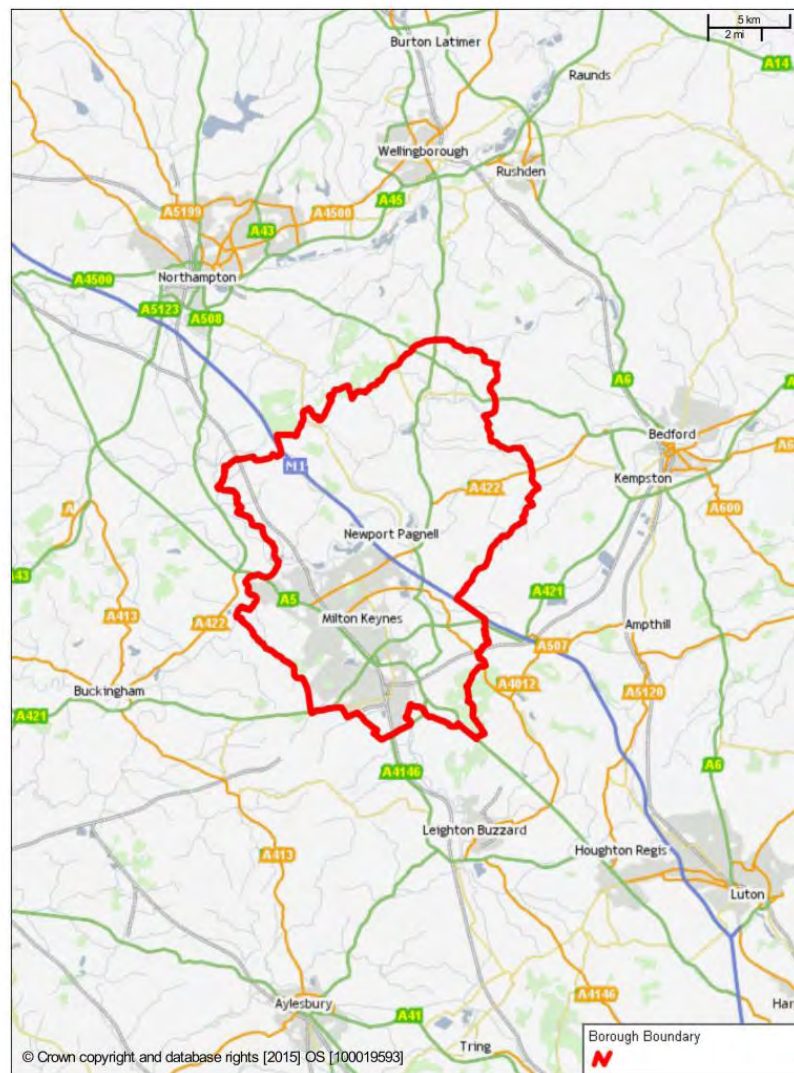 5 km
2 mi
Burton Latimer
A14
Raunds
Wellingborough
Rushden
A5199
A4500
A45
A43
A4500
Northampton
A5123
A508
A6
Bedford
A6
M1
A422
Kempston
A600
A
Newport Pagnell
A43
A5
A421
A413
A422
Milton Keynes
Ampthill
A507
A4012
Buckingham
A5120
A421
A6
A4146
Leighton Buzzard
A413
Houghton Regis
Luton
Aylesbury
A41
A4146
Har
Tring
Borough Boundary
© Crown copyright and database rights [2015] OS [100019593]